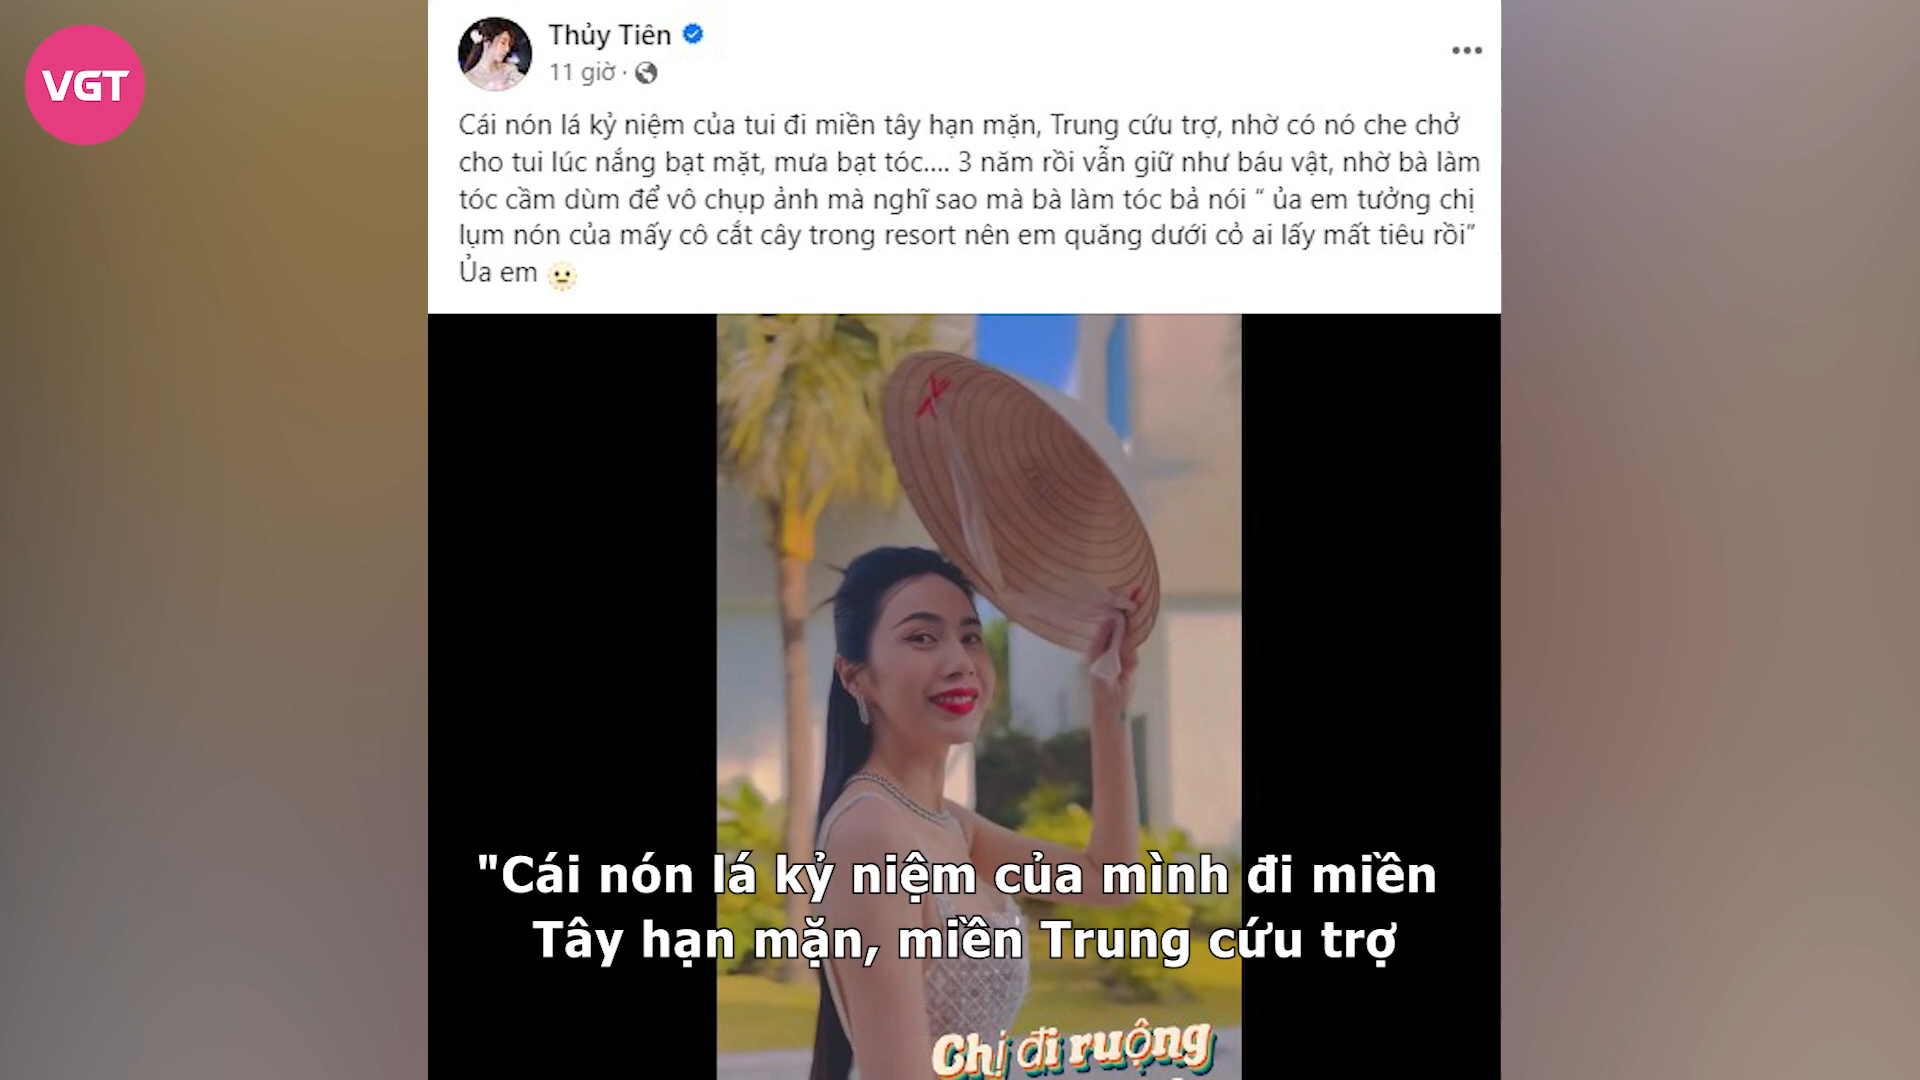 VGT
Thủy Tiên
11 giờ ·
Cái nón lá kỷ niệm của tui đi miền tây hạn mặn, Trung cứu trợ, nhờ có nó che chở
cho tui lúc nắng bạt mặt, mưa bạt tóc.... 3 năm rồi vẫn giữ như báu vật, nhờ bà làm
tóc cầm dùm để vô chụp ảnh mà nghĩ sao mà bà làm tóc bả nói “ ủa em tưởng chị
lụm nón của mấy cô cắt cây trong resort nên em quăng dưới cỏ ai lấy mất tiêu rồi”
Ủa em 🫥
"Cái nón lá kỷ niệm của mình đi miền
Tây hạn mặn, miền Trung cứu trợ
Chị đi ruộng